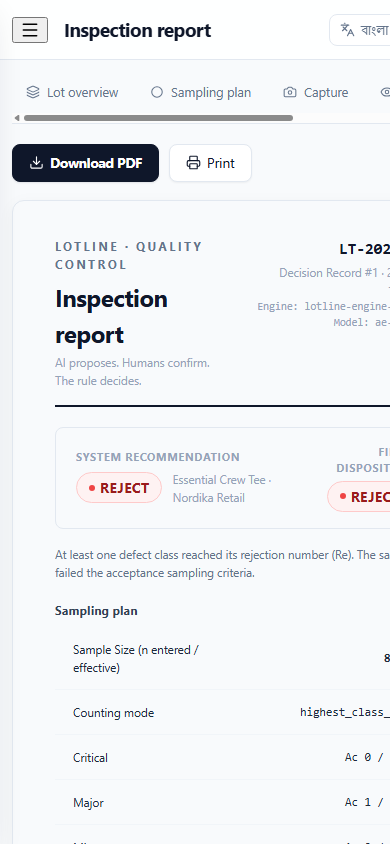 Inspection report
বাংলা
Lot overview
Sampling plan
Capture
Download PDF
Print
LOTLINE · QUALITY
CONTROL
LT-202
Inspection
report
Decision Record #1 ·
Engine: lotline-engine-
Model: ae-
AI proposes. Humans confirm.
The rule decides.
SYSTEM RECOMMENDATION
REJECT
Essential Crew Tee ·
Nordika Retail
FI
DISPOSIT
REJEC
At least one defect class reached its rejection number (Re). The sa
failed the acceptance sampling criteria.
Sampling plan
Sample Size (n entered /
effective)
8
Counting mode
highest_class_
Critical
Ac 0 /
Major
Ac 1 /